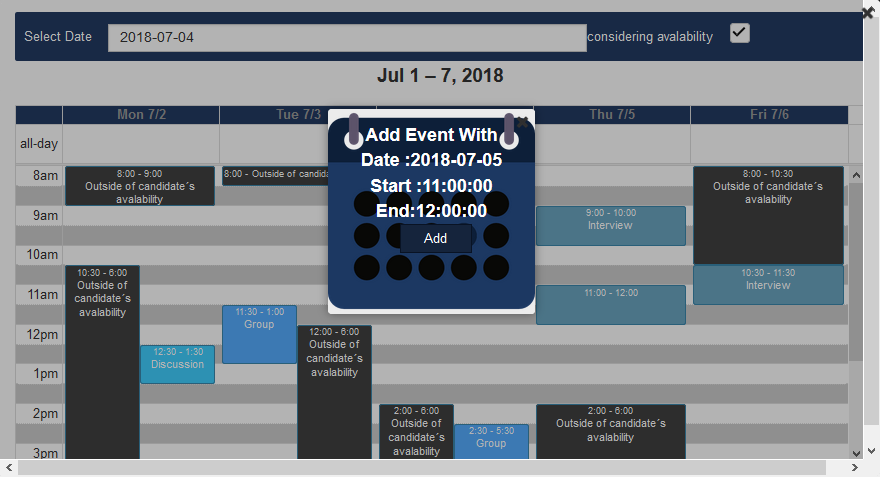 Select Date 2018-07-04 considering avalability
Jul 1 – 7, 2018
Mon 7/2 Tue 7/3 Thu 7/5 Fri 7/6
all-day
Add Event With
Date :2018-07-05
Start :11:00:00
End:12:00:00
Add
8am
9am
10am
11am
12pm
1pm
2pm
3pm
8:00 - 9:00
Outside of candidate´s
avalability
10:30 - 6:00
Outside of
candidate´s
avalability
12:30 - 1:30
Discussion
8:00 - Outside of candida
11:30 - 1:00
Group
12:00 - 6:00
Outside of
candidate´s
avalability
2:00 - 6:00
Outside of
candidate´s
avalability
2:30 - 5:30
Group
9:00 - 10:00
Interview
11:00 - 12:00
2:00 - 6:00
Outside of candidate´s
avalability
8:00 - 10:30
Outside of candidate´s
avalability
10:30 - 11:30
Interview